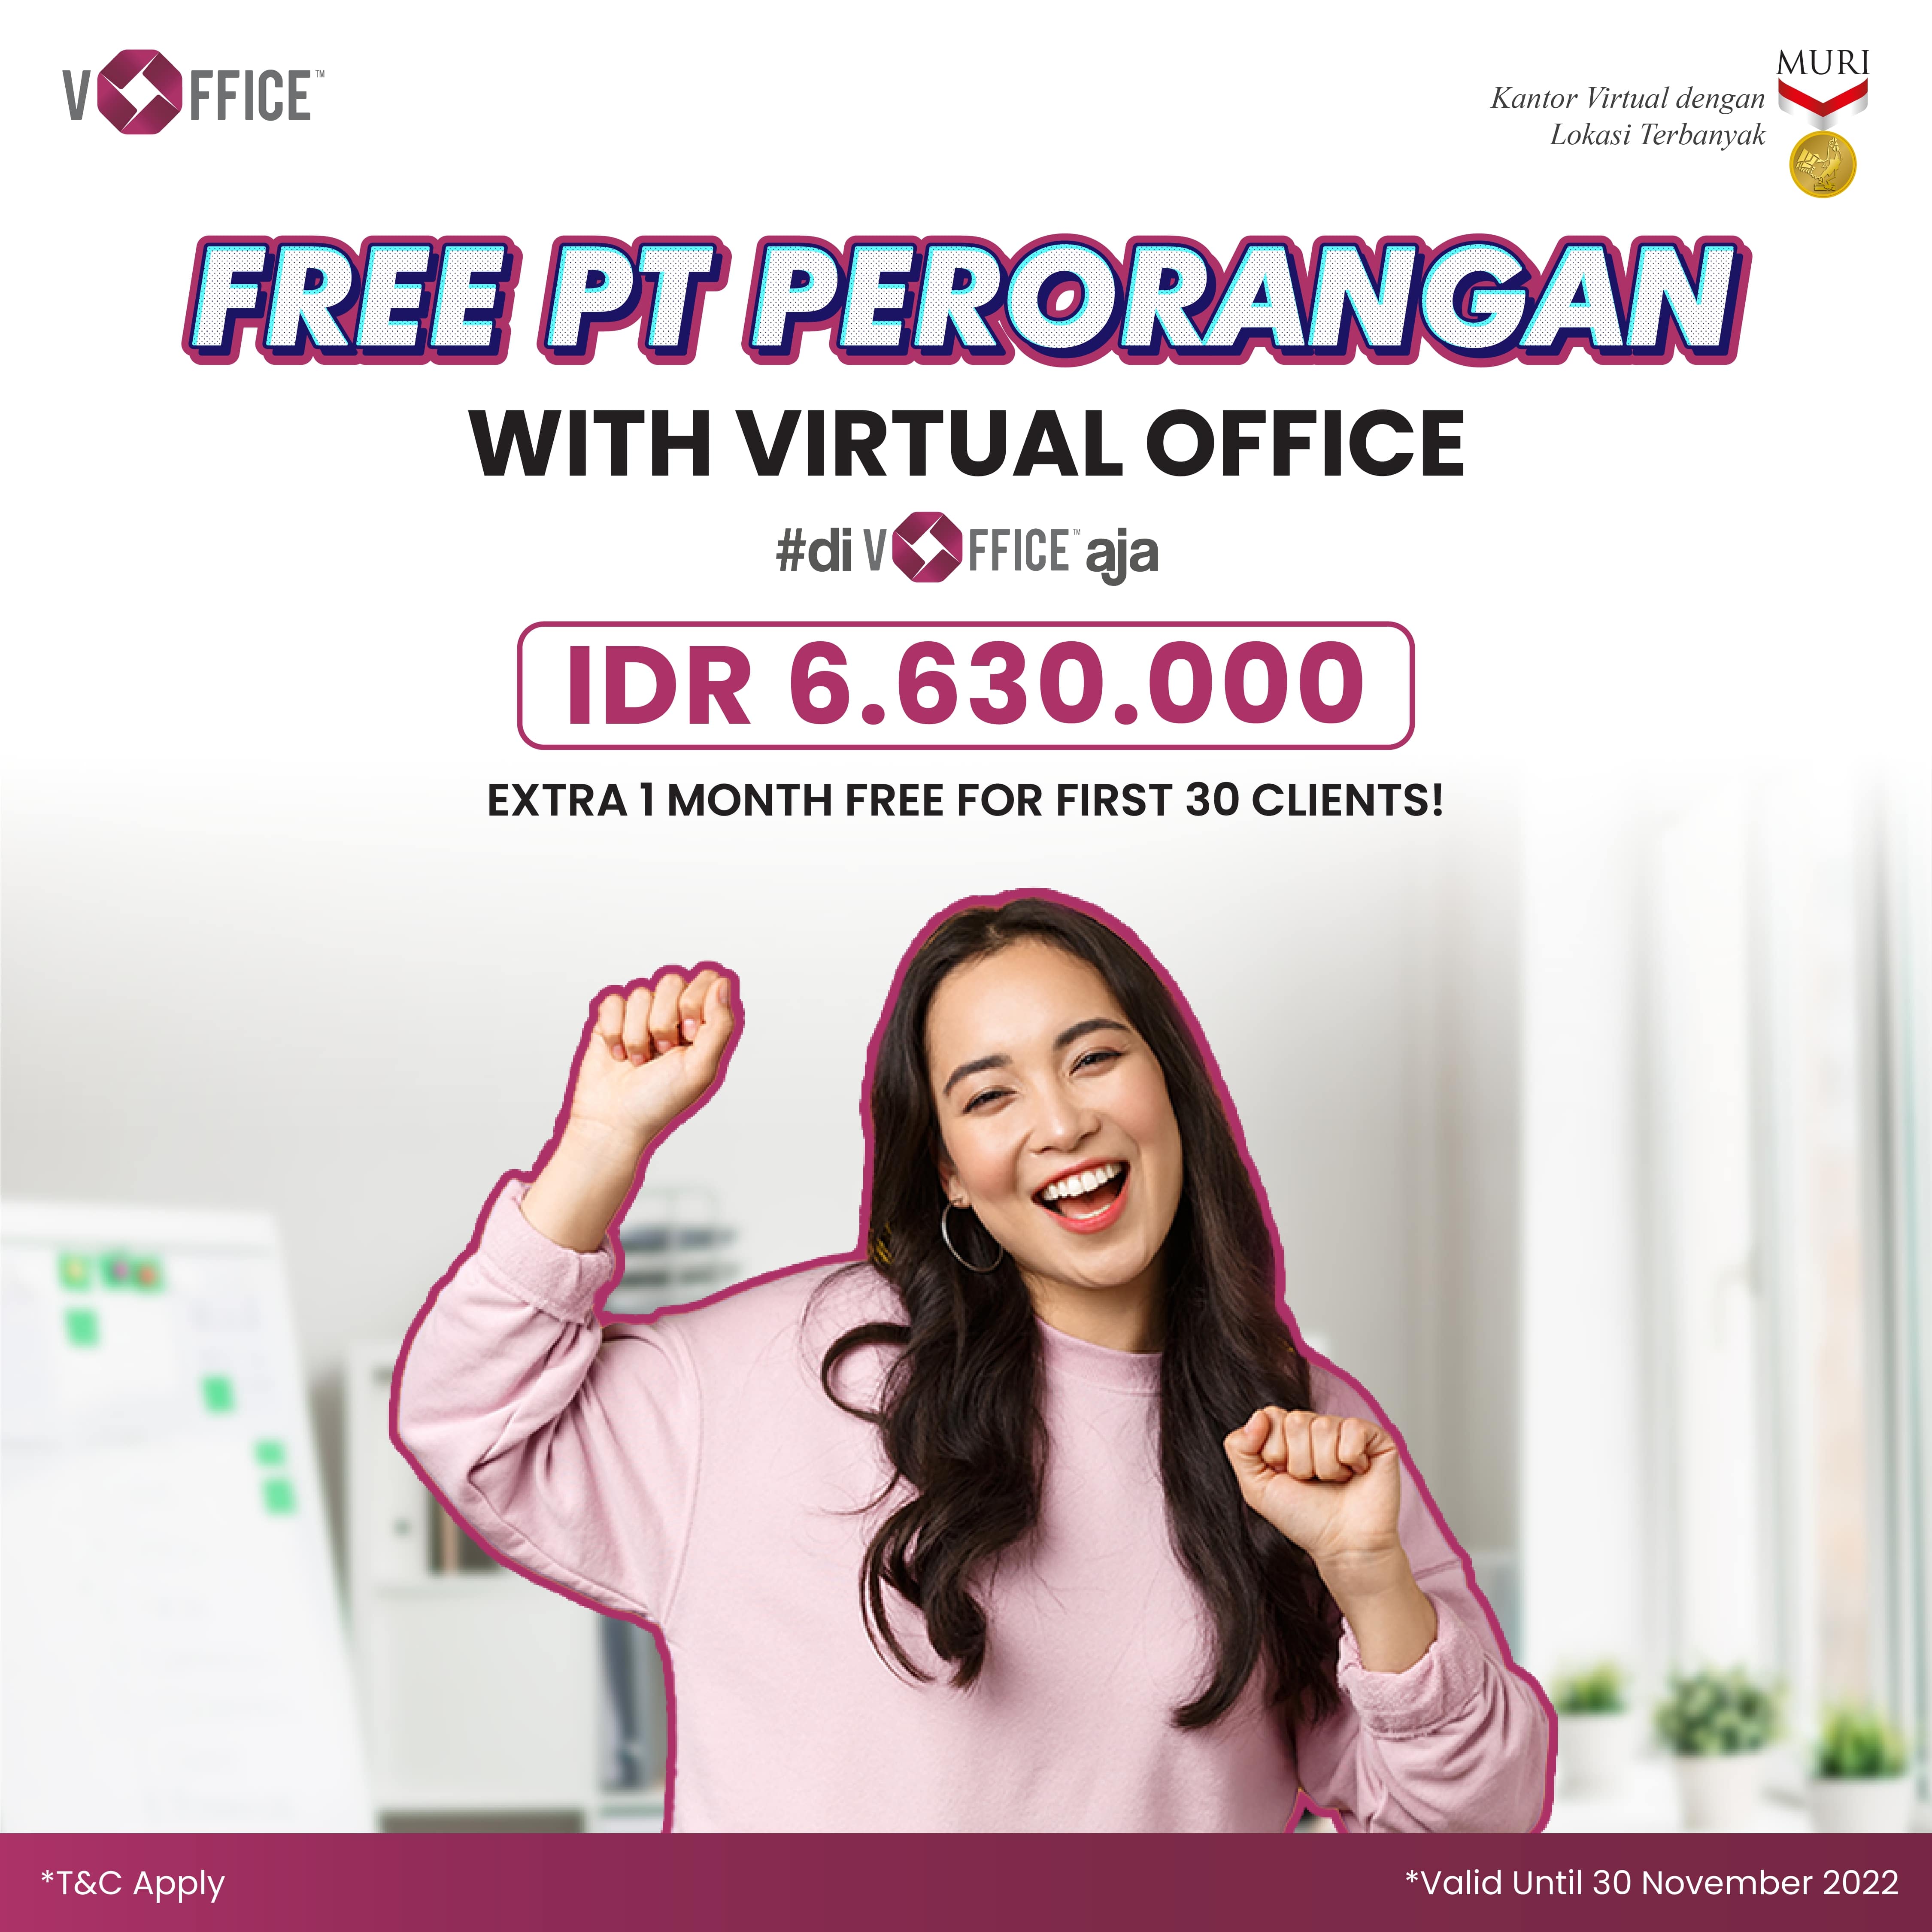 VOFFICE™
MURI
Kantor Virtual dengan
Lokasi Terbanyak
FREE PT PERORANGAN
WITH VIRTUAL OFFICE
#di VOFFICE™ aja
IDR 6.630.000
EXTRA 1 MONTH FREE FOR FIRST 30 CLIENTS!
*T&C Apply
*Valid Until 30 November 2022